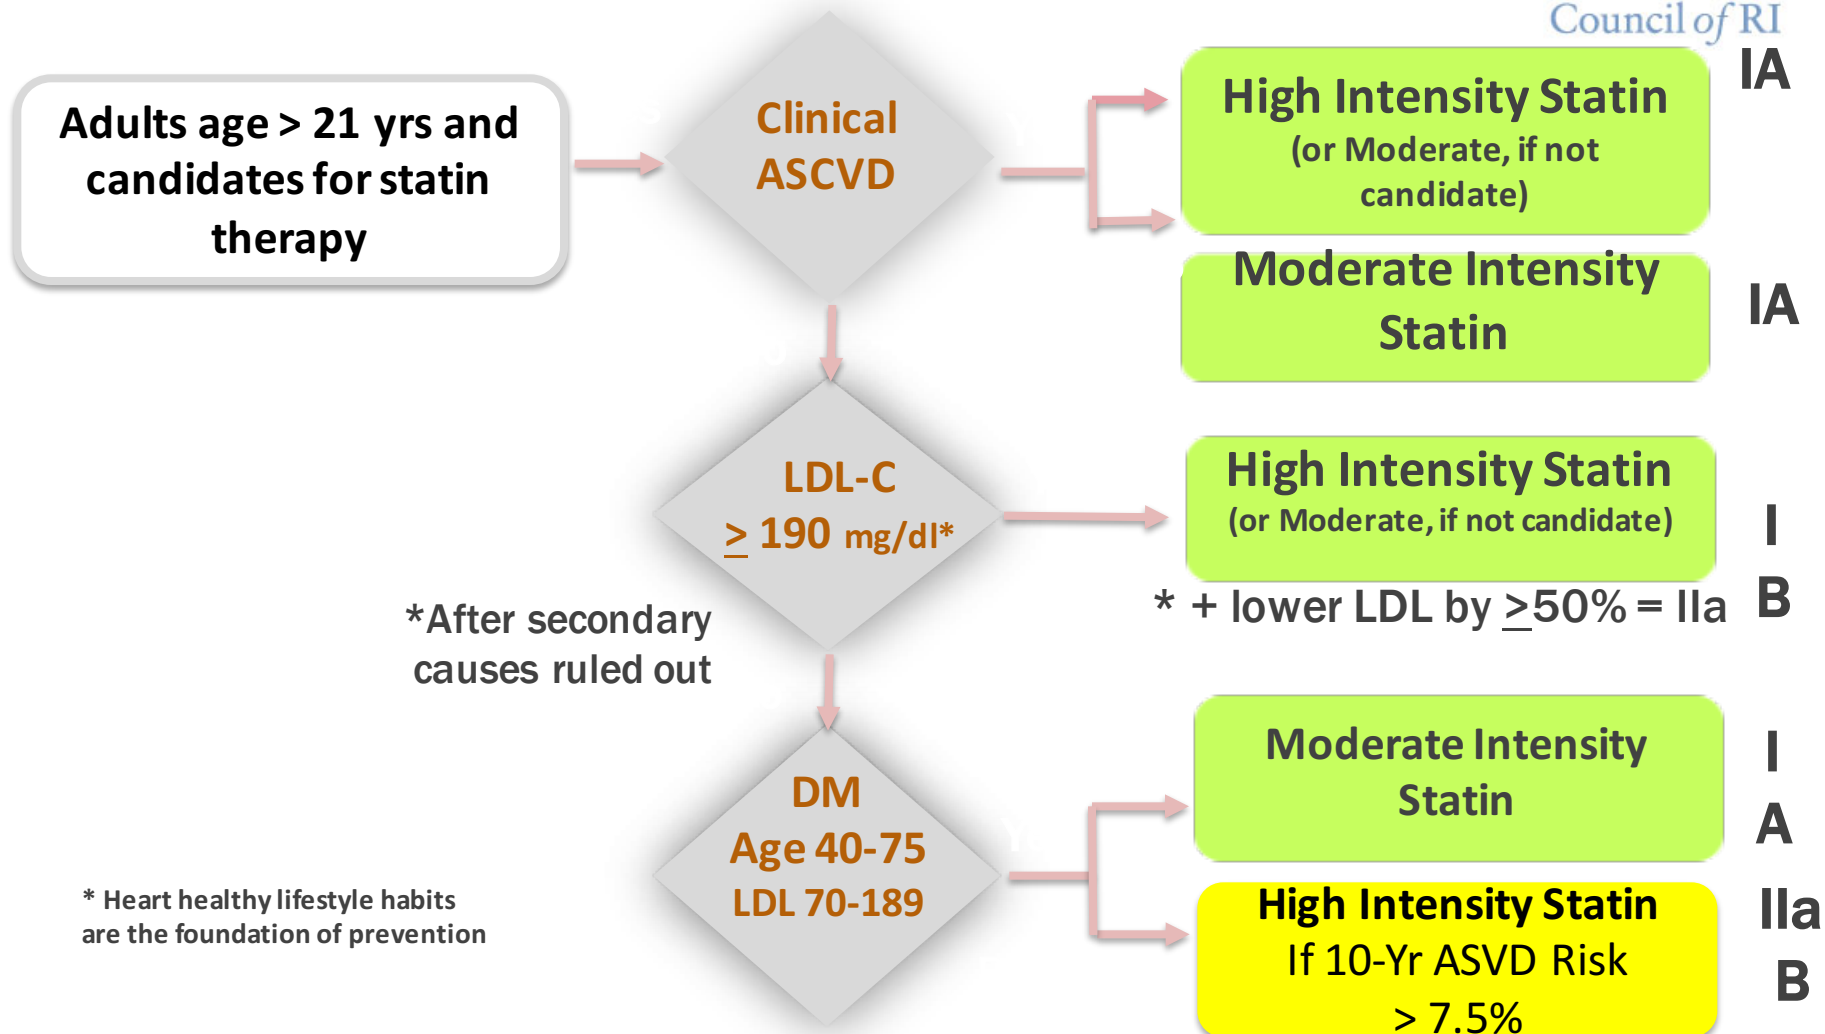 Council of RI
Adults age > 21 yrs and
candidates for statin
therapy
Clinical
ASCVD
High Intensity Statin
(or Moderate, if not
candidate)
IA
Moderate Intensity
Statin
IA
LDL-C
≥ 190 mg/dl*
High Intensity Statin
(or Moderate, if not candidate)
I
B
* + lower LDL by ≥50% = IIa
*After secondary
causes ruled out
DM
Age 40-75
LDL 70-189
Moderate Intensity
Statin
I
A
High Intensity Statin
If 10-Yr ASVD Risk
> 7.5%
IIa
B
* Heart healthy lifestyle habits
are the foundation of prevention